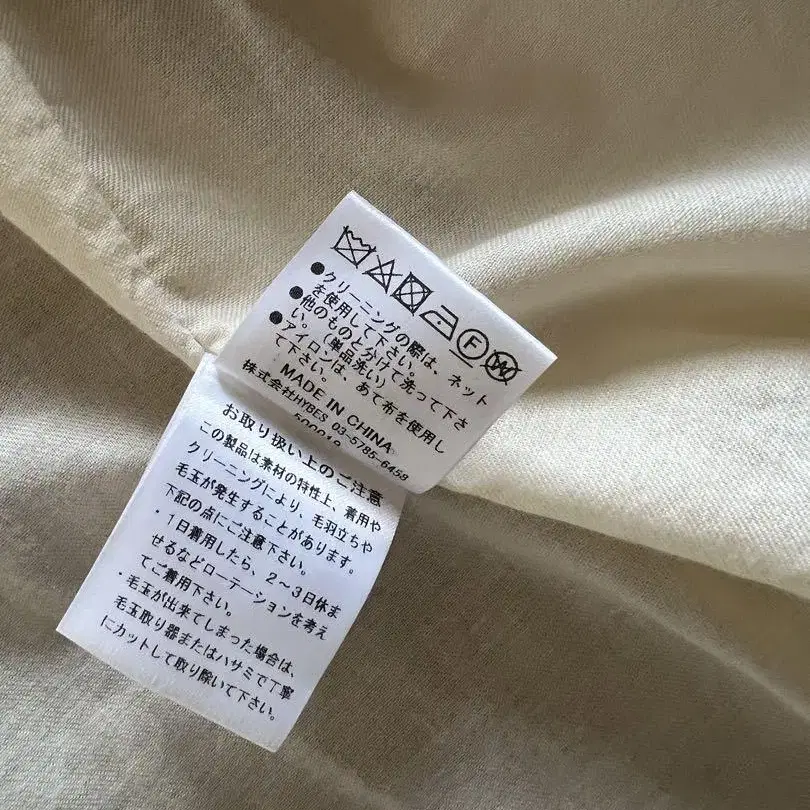 F
W
●クリーニングの際は、ネット
を使用して下さい。
●他のものと分けて洗って下さ
い。(単品洗い)
●アイロンは、あて布を使用し
て下さい。
MADE IN CHINA
株式会社HYBES 03-5785-6459
お取り扱い上のご注意
この製品は素材の特性上、着用や
クリーニングにより、毛羽立ちや
毛玉が発生することがあります。
下記の点にご注意下さい。
・1日着用したら、2〜3日休ま
せるなどローテーションを考え
てご着用下さい。
・毛玉が出来てしまった場合は、
毛玉取り器またはハサミで丁寧
にカットして取り除いて下さい。